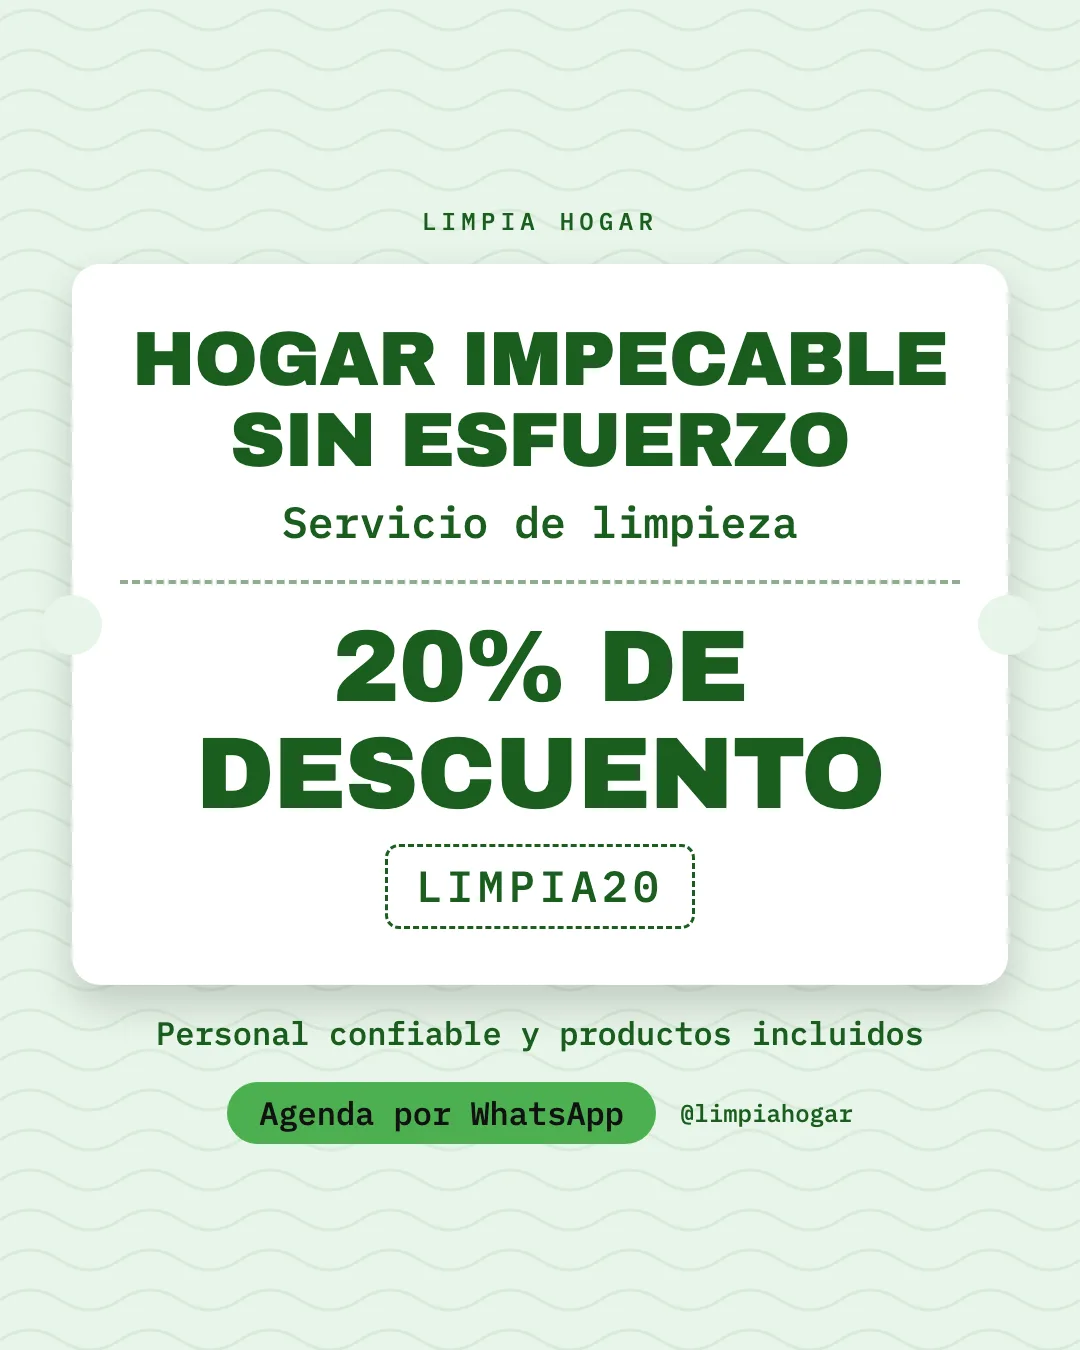 LIMPIA HOGAR
HOGAR IMPECABLE
SIN ESFUERZO
Servicio de limpieza
20% DE
DESCUENTO
LIMPIA20
Personal confiable y productos incluidos
Agenda por WhatsApp
@limpiahogar